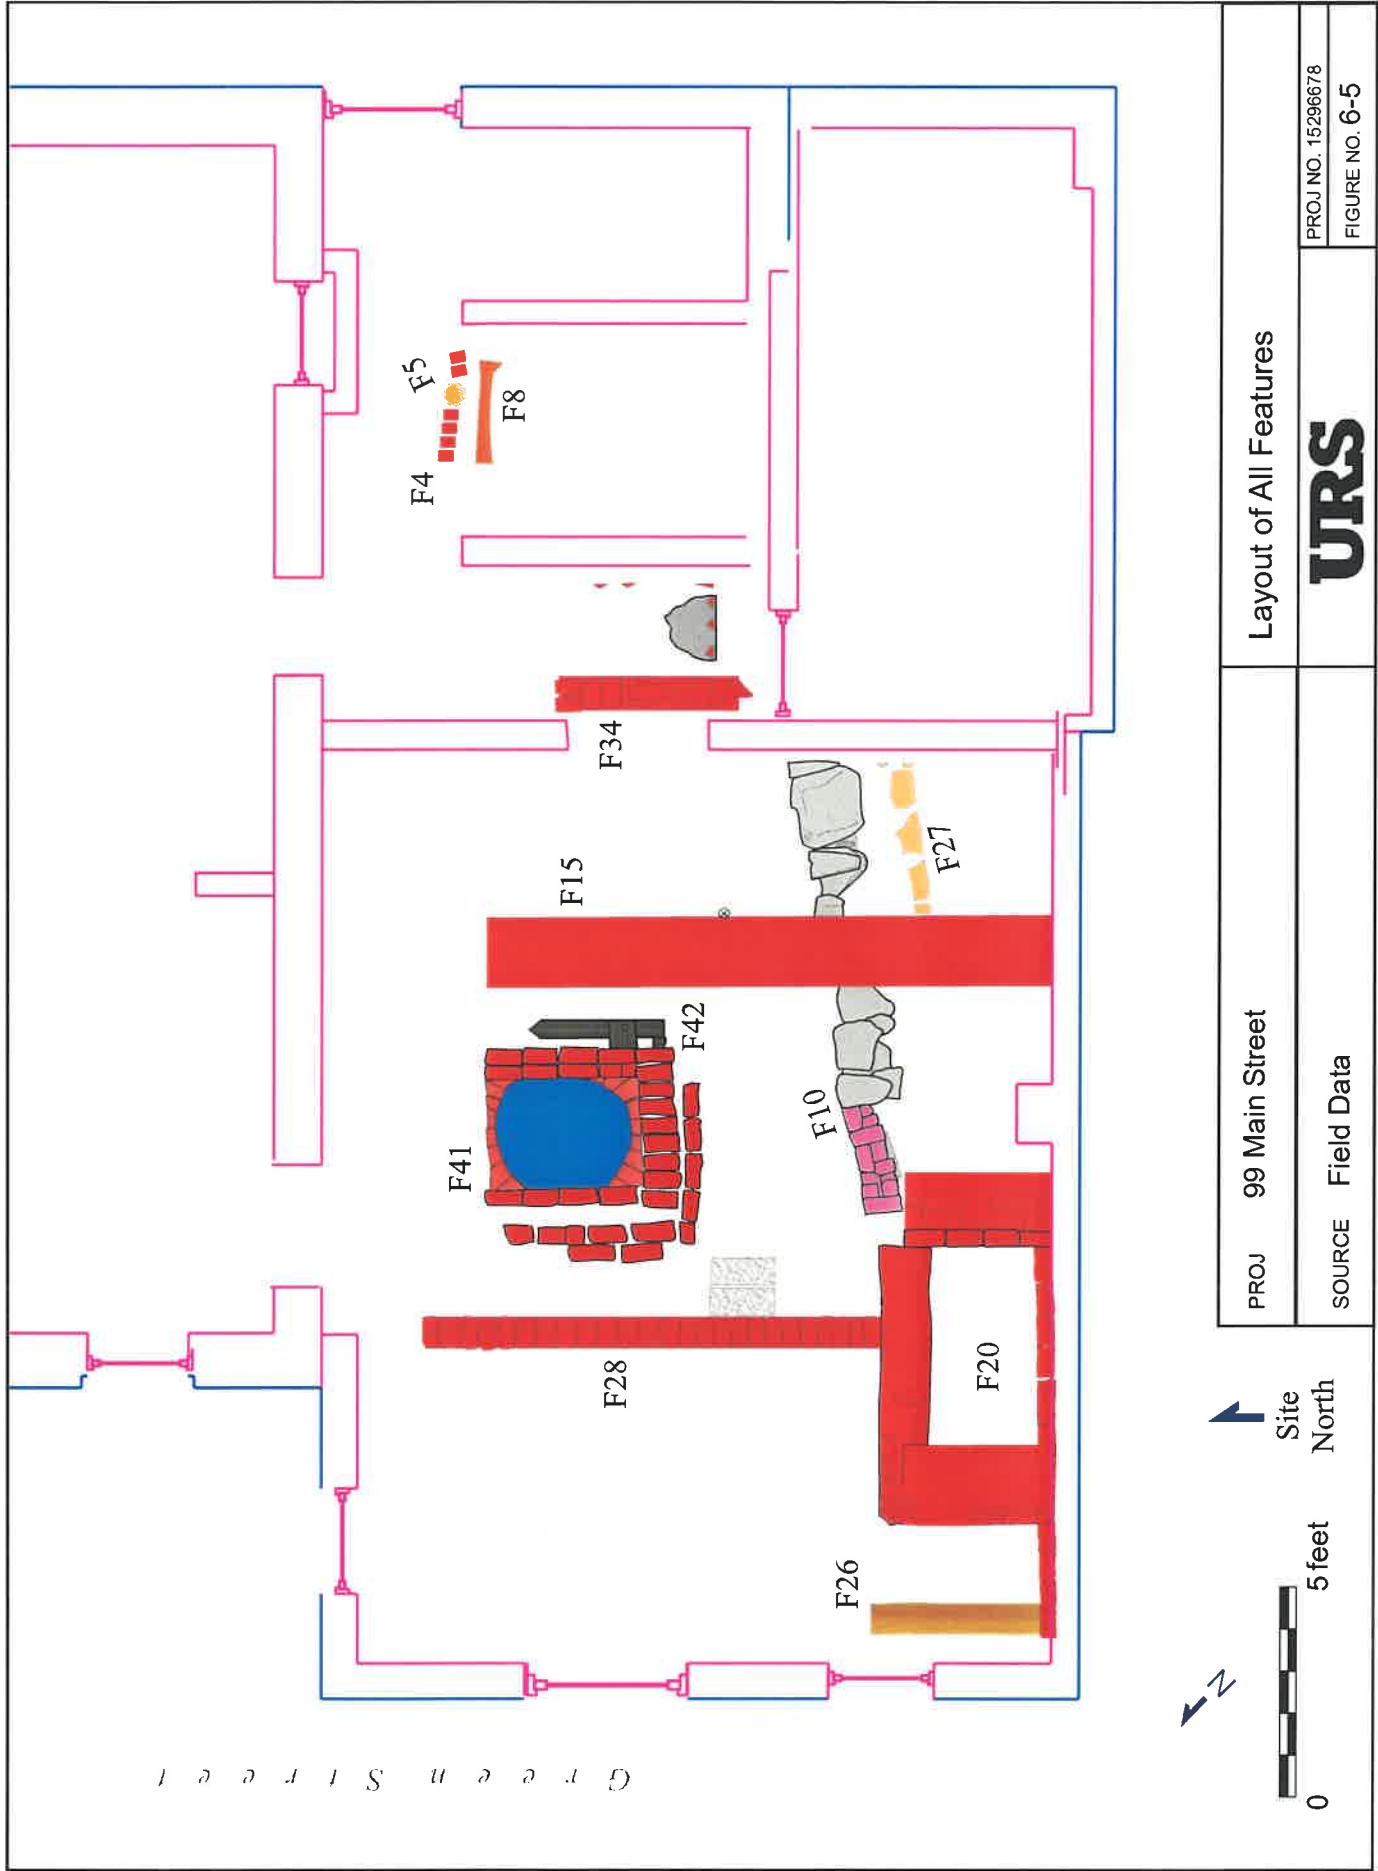 Green Street
F4
F5
F8
F34
F15
F27
F42
F41
F10
F28
F20
F26
N
Site
North
0 5 feet
PROJ 99 Main Street
SOURCE Field Data
Layout of All Features
URS
PROJ NO. 15296678
FIGURE NO. 6-5